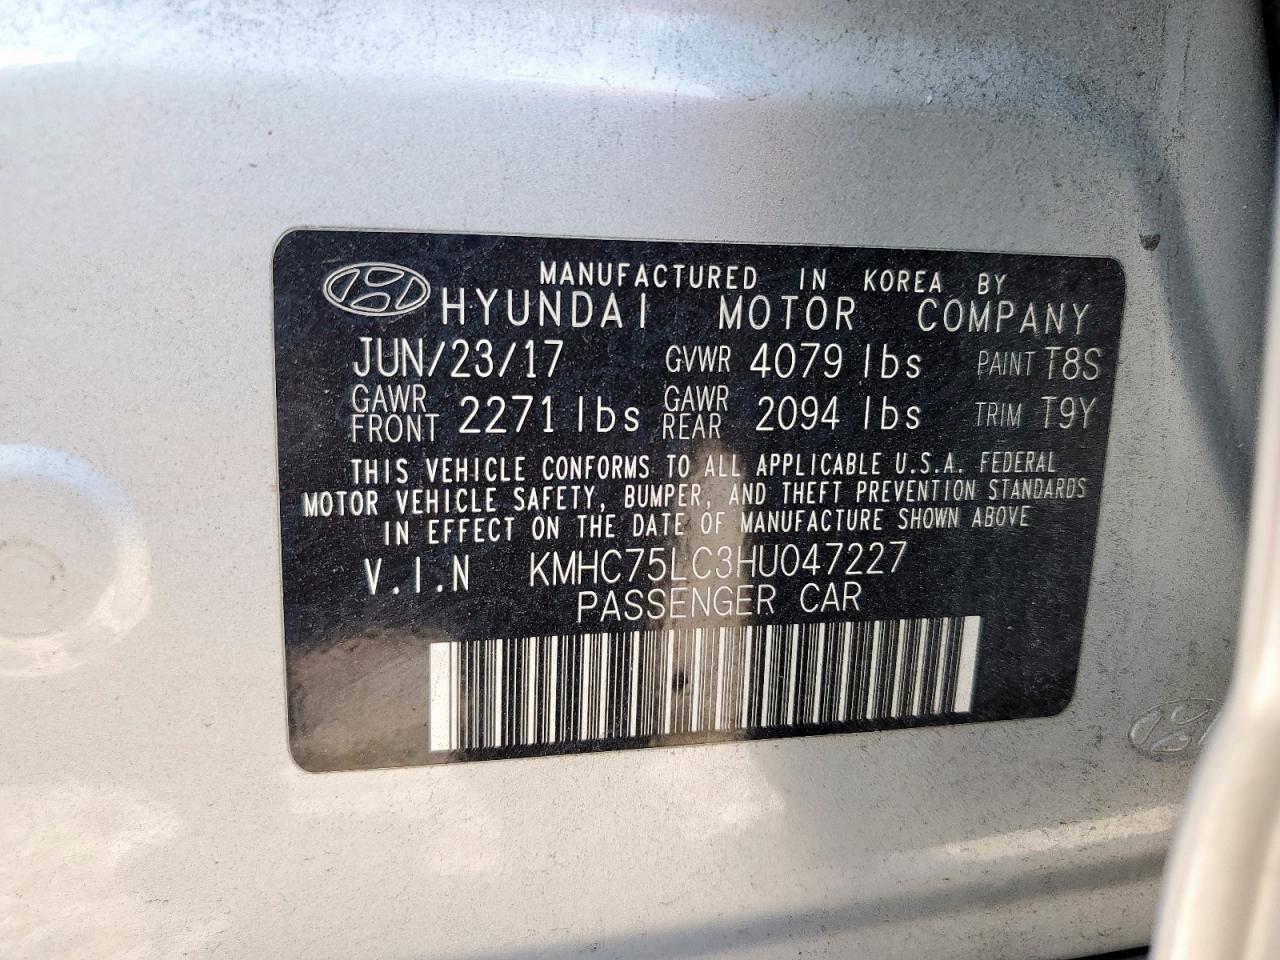 MANUFACTURED IN KOREA BY
HYUNDAI MOTOR COMPANY
JUN/23/17 GVWR 4079 lbs PAINT T8S
GAWR FRONT 2271 lbs GAWR REAR 2094 lbs TRIM T9Y
THIS VEHICLE CONFORMS TO ALL APPLICABLE U.S.A. FEDERAL
MOTOR VEHICLE SAFETY, BUMPER, AND THEFT PREVENTION STANDARDS
IN EFFECT ON THE DATE OF MANUFACTURE SHOWN ABOVE
V.I.N KMHC75LC3HU047227
PASSENGER CAR